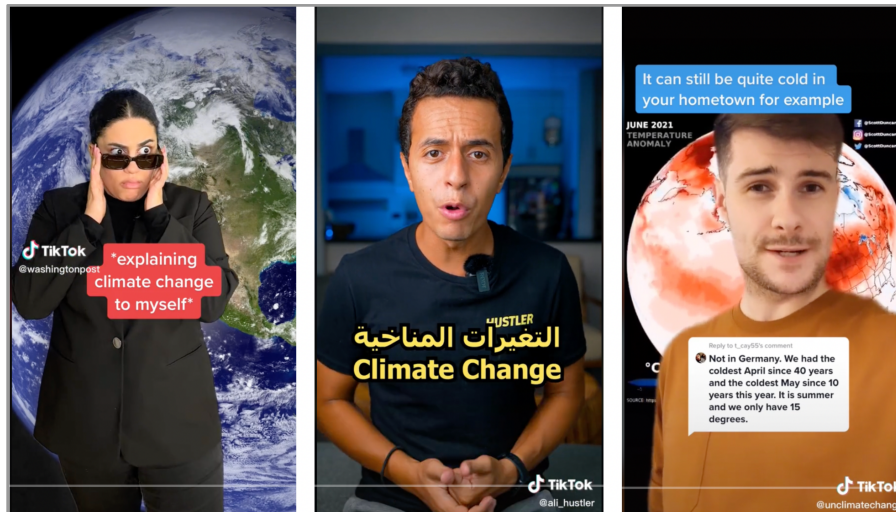 TikTok
@washingtonpost
*explaining
climate change
to myself*
HUSTLER
التغيرات المناخية
Climate Change
TikTok
@ali_hustler
It can still be quite cold in
your hometown for example
JUNE 2021
TEMPERATURE
ANOMALY
Reply to t_cay55's comment
Not in Germany. We had the
coldest April since 40 years
and the coldest May since 10
years this year. It is summer
and we only have 15
degrees.
TikTok